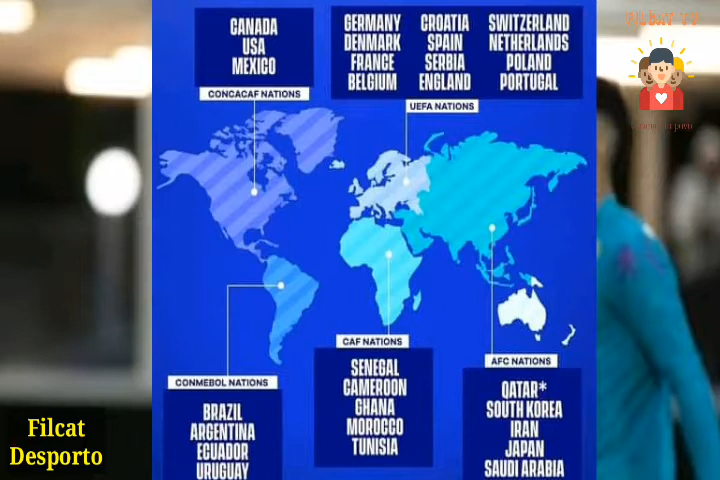 CANADA
USA
MEXICO
CONCACAF NATIONS
GERMANY
DENMARK
FRANCE
BELGIUM
CROATIA
SPAIN
SERBIA
ENGLAND
SWITZERLAND
NETHERLANDS
POLAND
PORTUGAL
UEFA NATIONS
CONMEBOL NATIONS
BRAZIL
ARGENTINA
ECUADOR
URUGUAY
CAF NATIONS
SENEGAL
CAMEROON
GHANA
MOROCCO
TUNISIA
AFC NATIONS
QATAR*
SOUTH KOREA
IRAN
JAPAN
SAUDI ARABIA
Filcat
Desporto